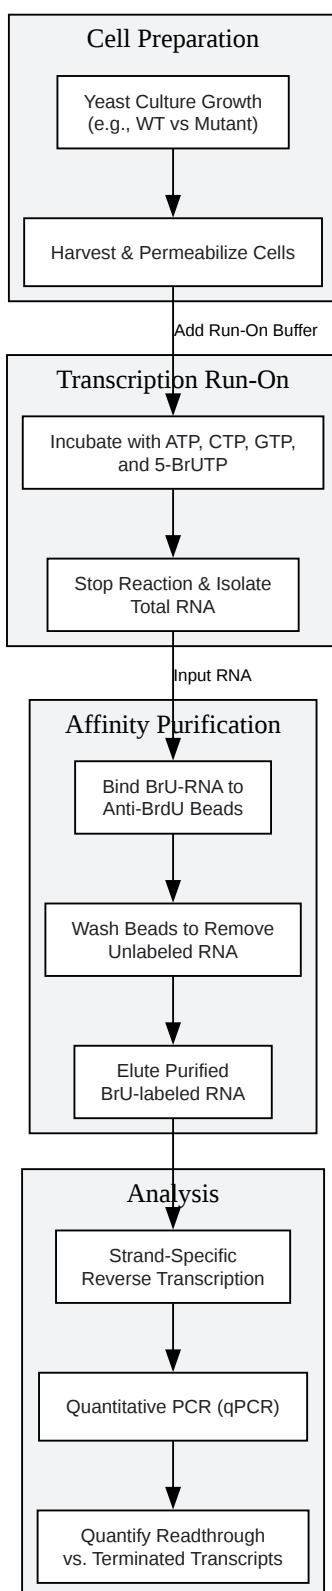 Cell Preparation
Yeast Culture Growth
(e.g., WT vs Mutant)
Harvest & Permeabilize Cells
Add Run-On Buffer
Transcription Run-On
Incubate with ATP, CTP, GTP,
and 5-BrUTP
Stop Reaction & Isolate
Total RNA
Input RNA
Affinity Purification
Bind BrU-RNA to
Anti-BrdU Beads
Wash Beads to Remove
Unlabeled RNA
Elute Purified
BrU-labeled RNA
Analysis
Strand-Specific
Reverse Transcription
Quantitative PCR (qPCR)
Quantify Readthrough
vs. Terminated Transcripts